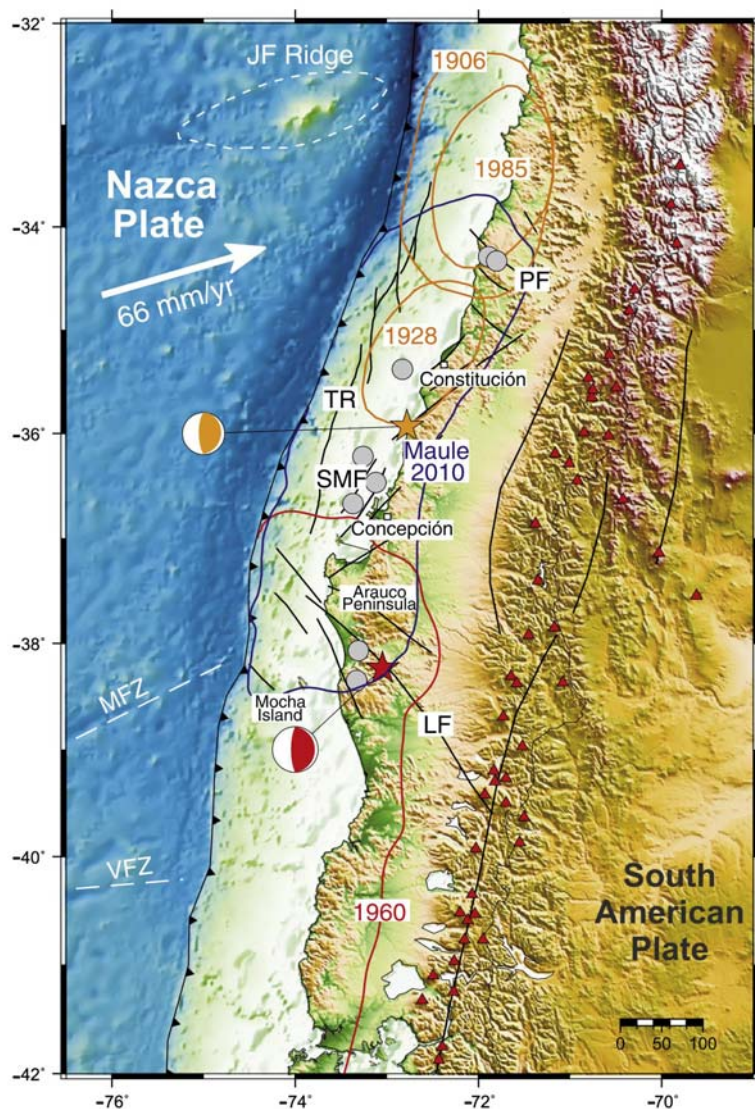 −32
JF Ridge
1906
1985
Nazca
Plate
66 mm/yr
−34
PF
1928
Constitución
TR
−36
Maule
2010
SMF
Concepción
Arauco
Peninsula
−38
MFZ
Mocha
Island
LF
−40
VFZ
1960
South
American
Plate
0 50 100
−42
−76
−74
−72
−70